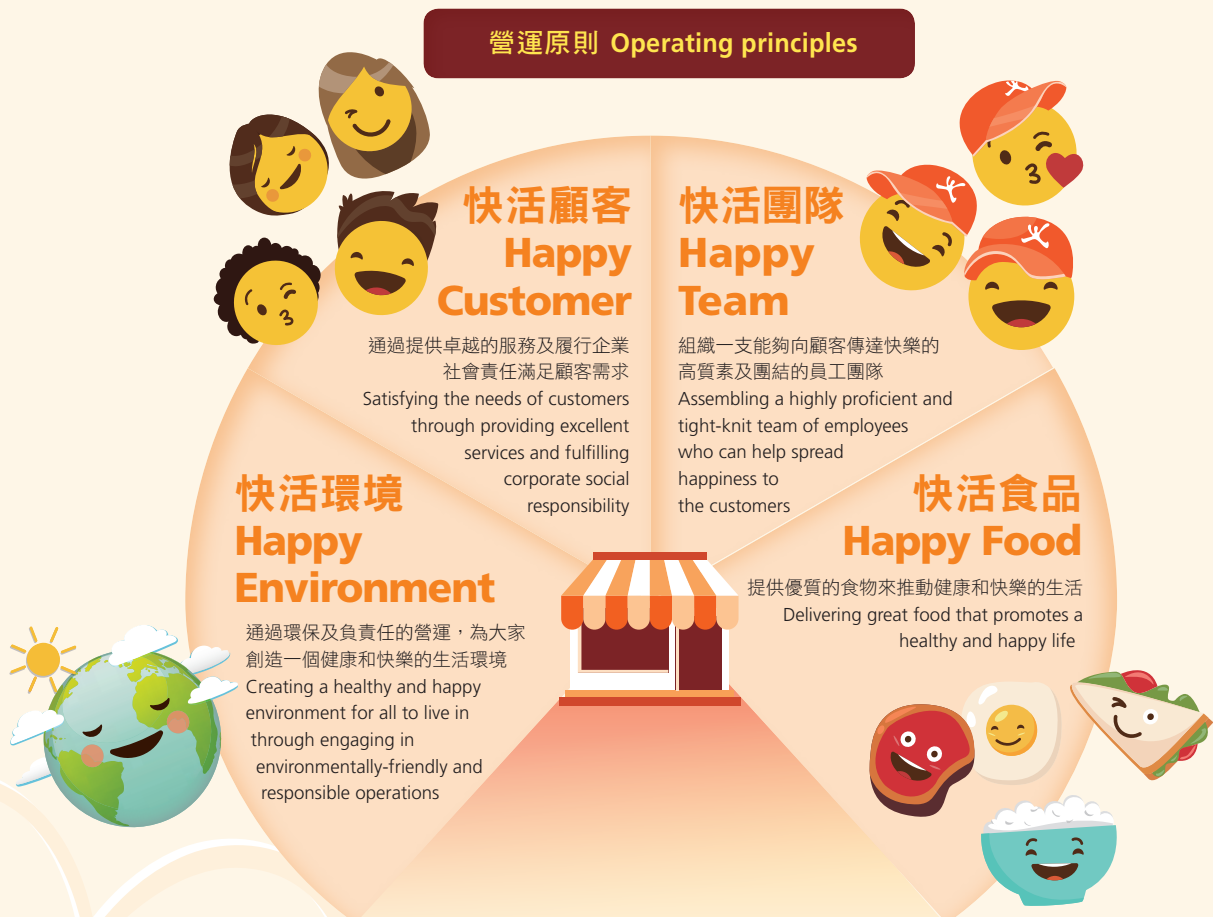 營運原則 Operating principles
快活顧客
Happy
Customer
通過提供卓越的服務及履行企業
社會責任滿足顧客需求
Satisfying the needs of customers
through providing excellent
services and fulfilling
corporate social
responsibility
快活團隊
Happy
Team
組織一支能夠向顧客傳達快樂的
高質素及團結的員工團隊
Assembling a highly proficient and
tight-knit team of employees
who can help spread
happiness to
the customers
快活環境
Happy
Environment
通過環保及負責任的營運，為大家
創造一個健康和快樂的生活環境
Creating a healthy and happy
environment for all to live in
through engaging in
environmentally-friendly and
responsible operations
快活食品
Happy Food
提供優質的食物來推動健康和快樂的生活
Delivering great food that promotes a
healthy and happy life